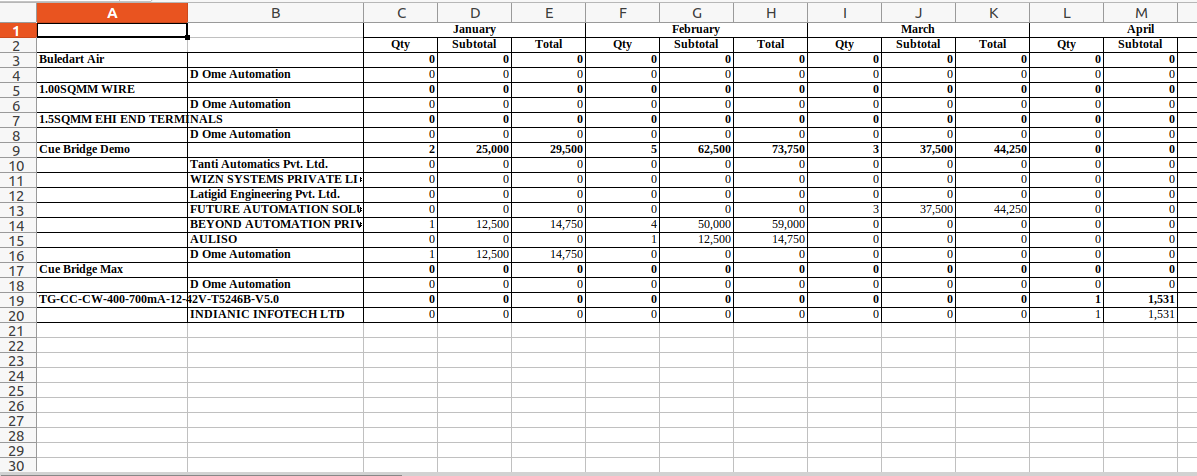 A B C D E F G H I J K L M
1 January February March April
2 Qty Subtotal Total Qty Subtotal Total Qty Subtotal Total Qty Subtotal
3 Buledart Air 0 0 0 0 0 0 0 0 0 0 0
4 D Ome Automation 0 0 0 0 0 0 0 0 0 0 0
5 1.00SQMM WIRE 0 0 0 0 0 0 0 0 0 0 0
6 D Ome Automation 0 0 0 0 0 0 0 0 0 0 0
7 1.5SQMM EHI END TERMINALS 0 0 0 0 0 0 0 0 0 0 0
8 D Ome Automation 0 0 0 0 0 0 0 0 0 0 0
9 Cue Bridge Demo 2 25,000 29,500 5 62,500 73,750 3 37,500 44,250 0 0
10 Tanti Automatics Pvt. Ltd. 0 0 0 0 0 0 0 0 0 0 0
11 WIZN SYSTEMS PRIVATE LI 0 0 0 0 0 0 0 0 0 0 0
12 Latigid Engineering Pvt. Ltd. 0 0 0 0 0 0 0 0 0 0 0
13 FUTURE AUTOMATION SOLU 0 0 0 0 0 0 3 37,500 44,250 0 0
14 BEYOND AUTOMATION PRIV 1 12,500 14,750 4 50,000 59,000 0 0 0 0 0
15 AULISO 0 0 0 1 12,500 14,750 0 0 0 0 0
16 D Ome Automation 1 12,500 14,750 0 0 0 0 0 0 0 0
17 Cue Bridge Max 0 0 0 0 0 0 0 0 0 0 0
18 D Ome Automation 0 0 0 0 0 0 0 0 0 0 0
19 TG-CC-CW-400-700mA-12-42V-T5246B-V5.0 0 0 0 0 0 0 0 0 0 1 1,531
20 INDIANIC INFOTECH LTD 0 0 0 0 0 0 0 0 0 1 1,531
21
22
23
24
25
26
27
28
29
30